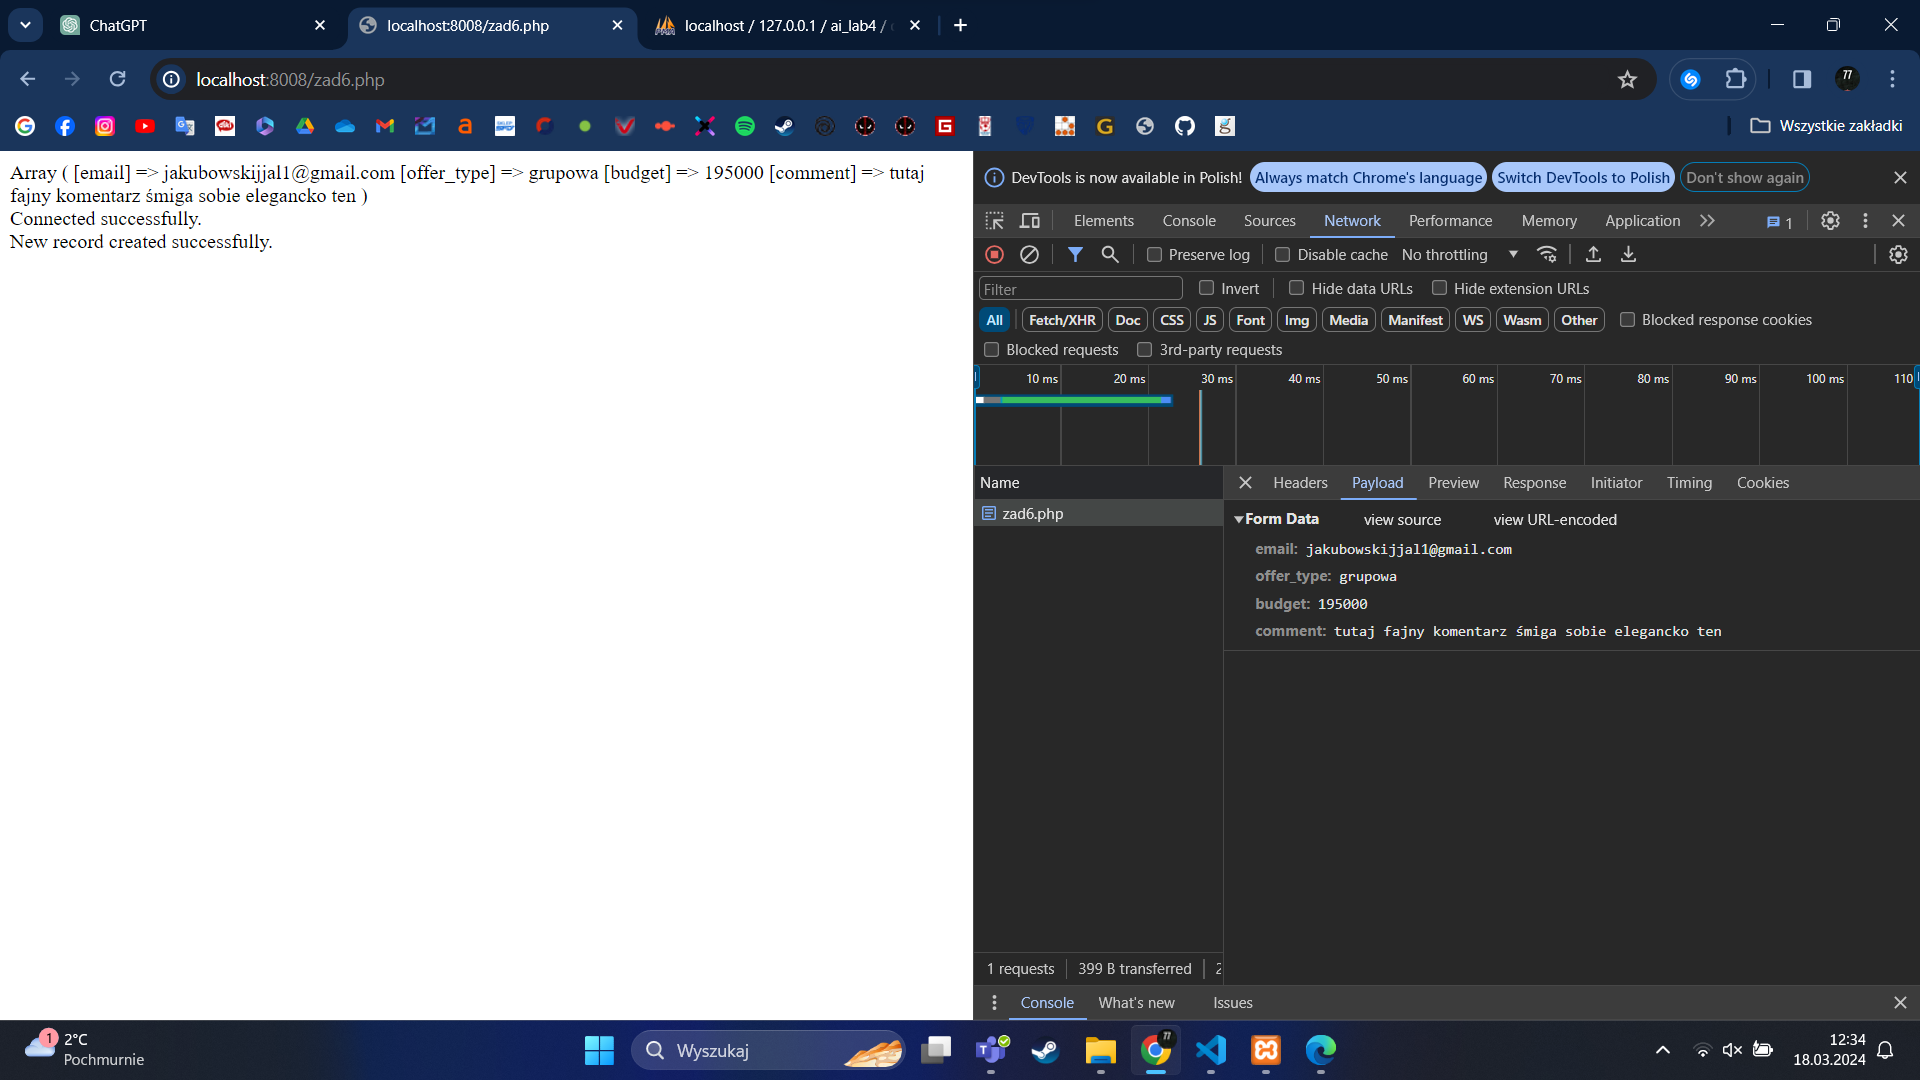 ChatGPT
localhost:8008/zad6.php
localhost / 127.0.0.1 / ai_lab4 /
localhost:8008/zad6.php
Wszystkie zakładki
Array ( [email] => jakubowskijjal1@gmail.com [offer_type] => grupowa [budget] => 195000 [comment] => tutaj
fajny komentarz śmiga sobie elegancko ten )
Connected successfully.
New record created successfully.
DevTools is now available in Polish! Always match Chrome's language Switch DevTools to Polish Don't show again
Elements Console Sources Network Performance Memory Application 1
Preserve log Disable cache No throttling
Filter Invert Hide data URLs Hide extension URLs
All Fetch/XHR Doc CSS JS Font Img Media Manifest WS Wasm Other Blocked response cookies
Blocked requests 3rd-party requests
10 ms 20 ms 30 ms 40 ms 50 ms 60 ms 70 ms 80 ms 90 ms 100 ms 110
Name
Headers Payload Preview Response Initiator Timing Cookies
zad6.php
Form Data view source view URL-encoded
email: jakubowskijjal1@gmail.com
offer_type: grupowa
budget: 195000
comment: tutaj fajny komentarz śmiga sobie elegancko ten
1 requests 399 B transferred
Console What's new Issues
1
2°C
Pochmurnie
Wyszukaj
12:34
18.03.2024